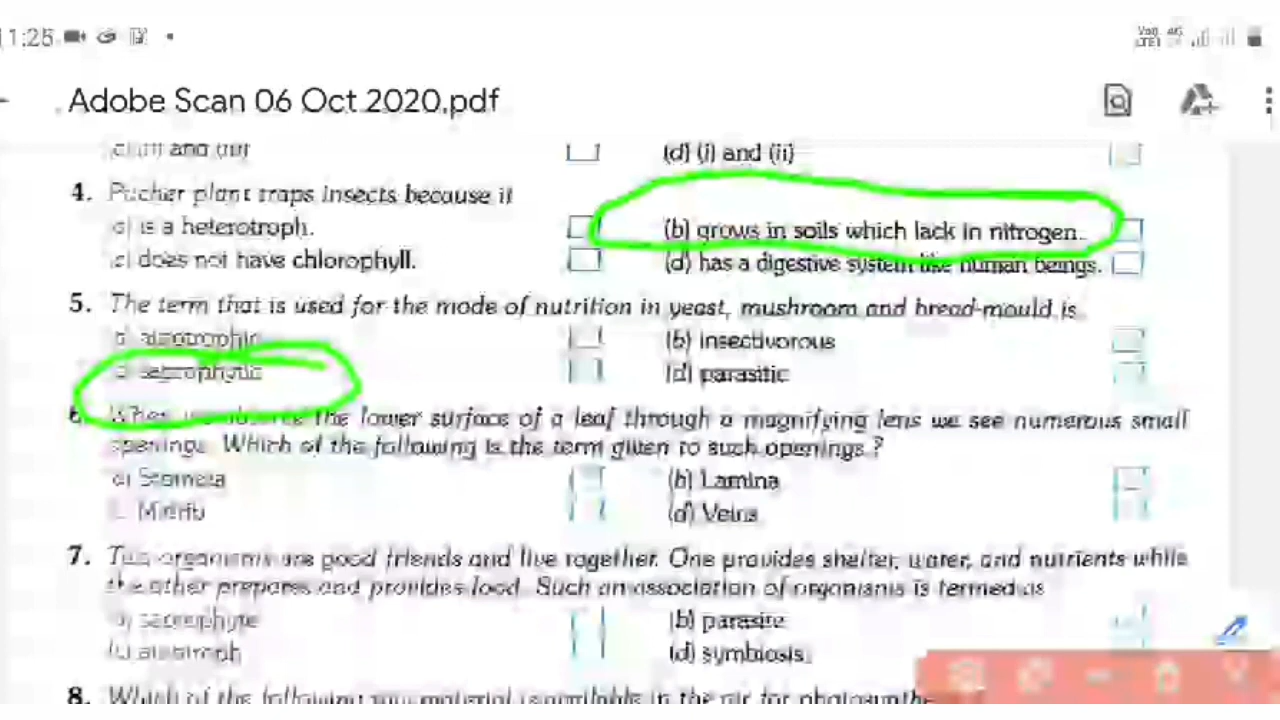 11:25
Adobe Scan 06 Oct 2020.pdf
and (iii)
(d) (i) and (ii)
4. Pitcher plant traps insects because it
a) is a heterotroph.
(b) grows in soils which lack in nitrogen.
c) does not have chlorophyll.
(d) has a digestive system like human beings.
5. The term that is used for the mode of nutrition in yeast, mushroom and bread-mould is
a) autotrophic
(b) insectivorous
saprophytic
(d) parasitic
6. When we observe the lower surface of a leaf through a magnifying lens we see numerous small
openings. Which of the following is the term given to such openings ?
a) Stomata
(b) Lamina
Midrib
(d) Veins
7. Two organisms are good friends and live together. One provides shelter, water, and nutrients while
the other prepares and provides food. Such an association of organisms is termed as
a) saprophyte
(b) parasite
(c) autotroph
(d) symbiosis
8. Which of the following raw material is available in the air for